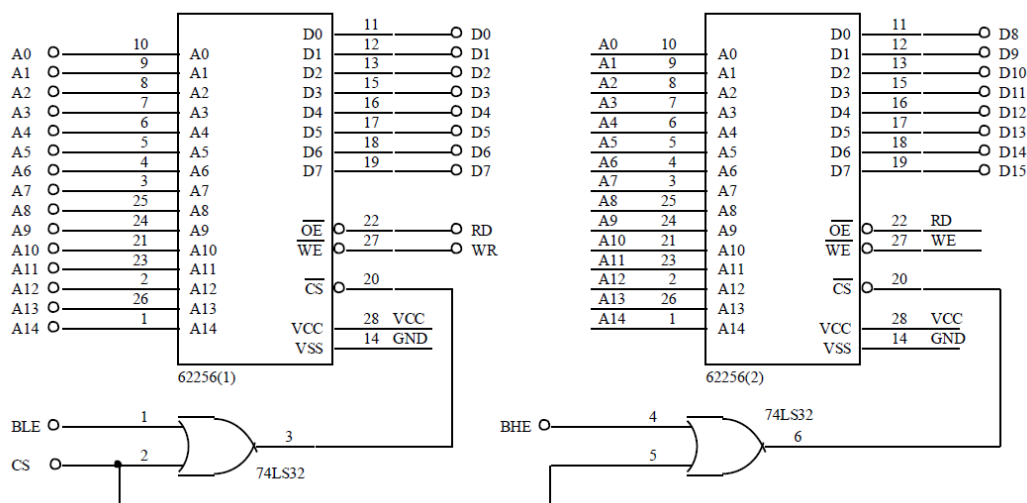 D0 11 D0 D0 11 D8
A0 10 A0 D1 12 D1 A0 10 A0 D1 12 D9
A1 9 A1 D2 13 D2 A1 9 A1 D2 13 D10
A2 8 A2 D3 15 D3 A2 8 A2 D3 15 D11
A3 7 A3 D4 16 D4 A3 7 A3 D4 16 D12
A4 6 A4 D5 17 D5 A4 6 A4 D5 17 D13
A5 5 A5 D6 18 D6 A5 5 A5 D6 18 D14
A6 4 A6 D7 19 D7 A6 4 A6 D7 19 D15
A7 3 A7 A7 3 A7
A8 25 A8 A8 25 A8
A9 24 A9 OE 22 RD A9 24 A9 OE 22 RD
A10 21 A10 WE 27 WR A10 21 A10 WE 27 WE
A11 23 A11 A11 23 A11
A12 2 A12 CS 20 A12 2 A12 CS 20
A13 26 A13 A13 26 A13
A14 1 A14 VCC 28 VCC A14 1 A14 VCC 28 VCC
VSS 14 GND VSS 14 GND
62256(1) 62256(2)
BLE 1 3 BHE 4 74LS32 6
CS 2 74LS32 5